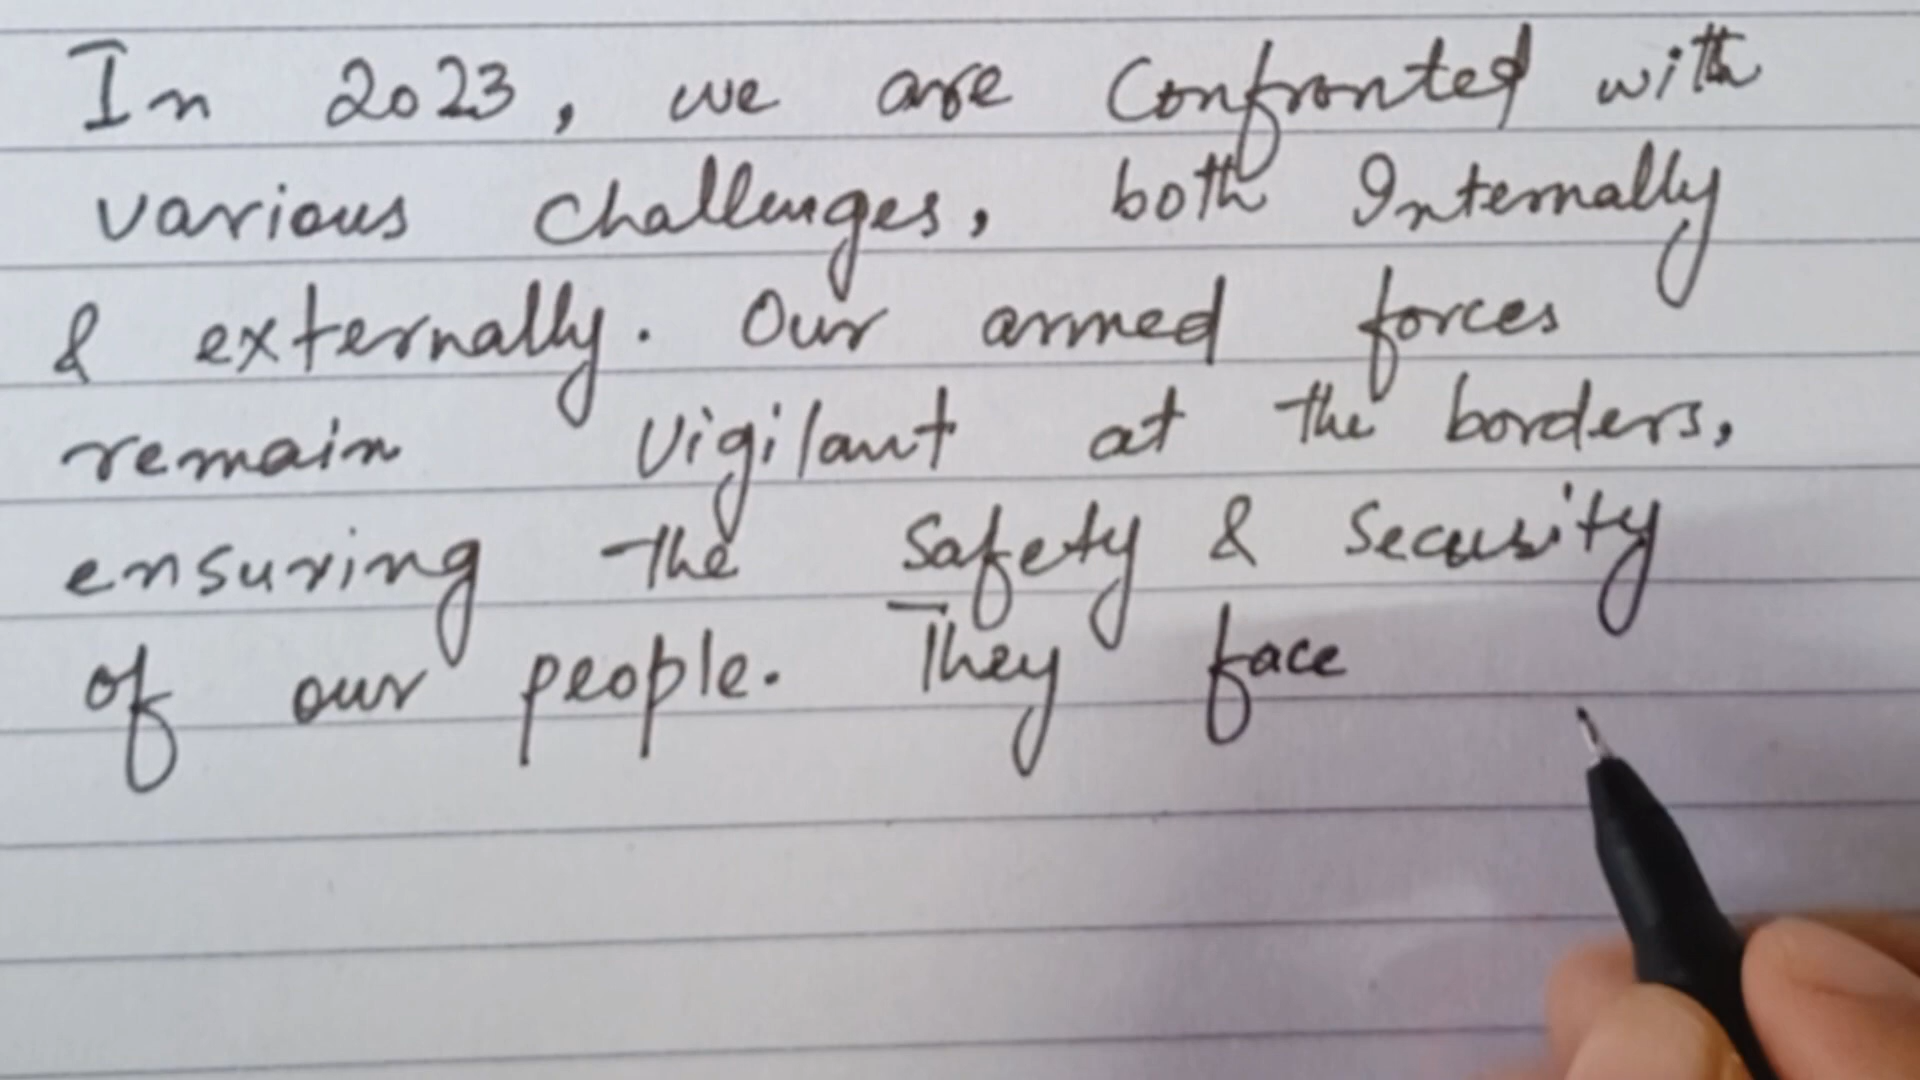 In 2023, we are Confronted with
various challenges, both Internally
& externally. Our armed forces
remain vigilant at the borders,
ensuring the safety & security
of our people. They face